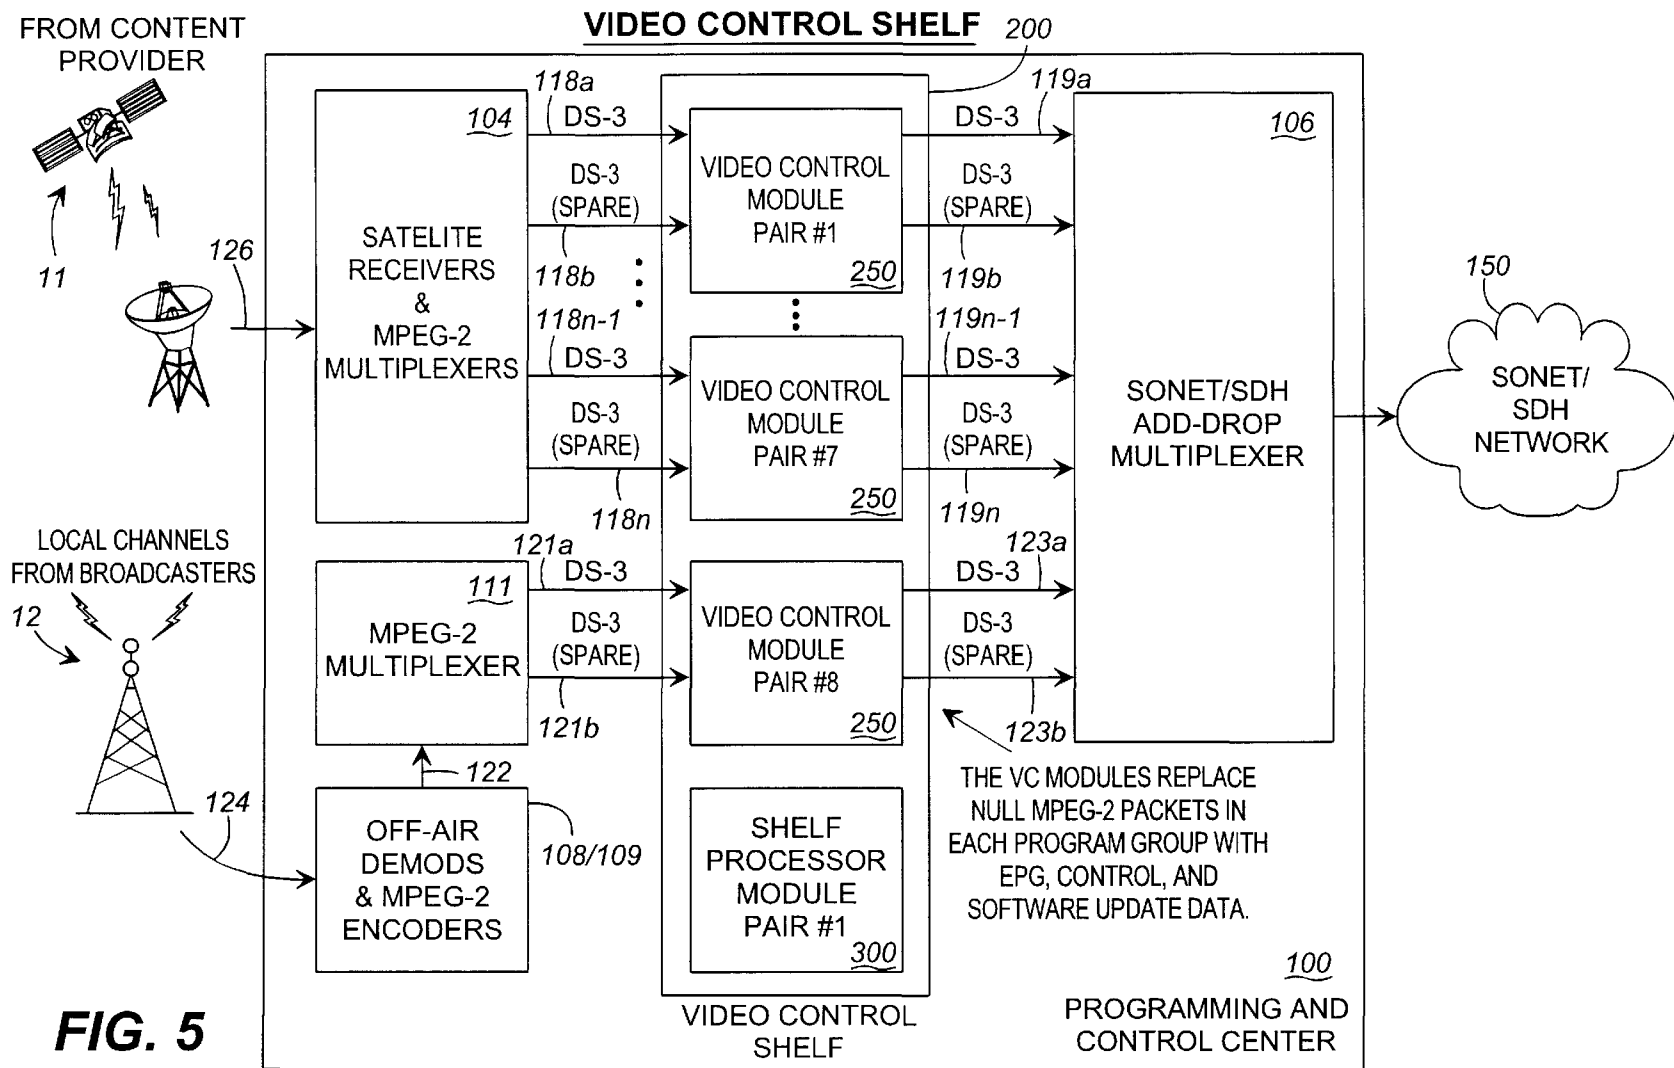 VIDEO CONTROL SHELF
200
FROM CONTENT
PROVIDER
11
126
104
SATELITE
RECEIVERS
&
MPEG-2
MULTIPLEXERS
118a
DS-3
DS-3
(SPARE)
118b
118n-1
DS-3
DS-3
(SPARE)
118n
VIDEO CONTROL
MODULE
PAIR #1
250
VIDEO CONTROL
MODULE
PAIR #7
250
119a
DS-3
DS-3
(SPARE)
119b
119n-1
DS-3
DS-3
(SPARE)
119n
106
SONET/SDH
ADD-DROP
MULTIPLEXER
150
SONET/
SDH
NETWORK
LOCAL CHANNELS
FROM BROADCASTERS
12
124
111
MPEG-2
MULTIPLEXER
121a
DS-3
DS-3
(SPARE)
121b
VIDEO CONTROL
MODULE
PAIR #8
250
123a
DS-3
DS-3
(SPARE)
123b
122
OFF-AIR
DEMODS
& MPEG-2
ENCODERS
108/109
SHELF
PROCESSOR
MODULE
PAIR #1
300
THE VC MODULES REPLACE
NULL MPEG-2 PACKETS IN
EACH PROGRAM GROUP WITH
EPG, CONTROL, AND
SOFTWARE UPDATE DATA.
VIDEO CONTROL
SHELF
100
PROGRAMMING AND
CONTROL CENTER
FIG. 5